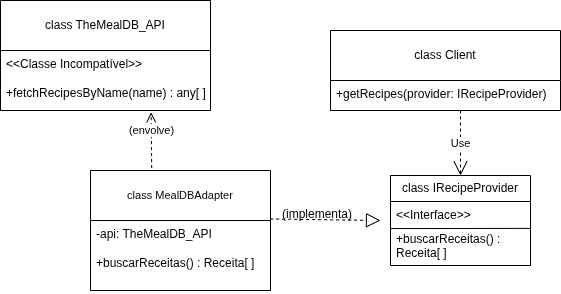 class TheMealDB_API
<<Classe Incompatível>>
+fetchRecipesByName(name) : any[ ]
class Client
+getRecipes(provider: IRecipeProvider)
(envolve)
Use
class MealDBAdapter
-api: TheMealDB_API
+buscarReceitas() : Receita[ ]
(implementa)
class IRecipeProvider
<<Interface>>
+buscarReceitas() :
Receita[ ]